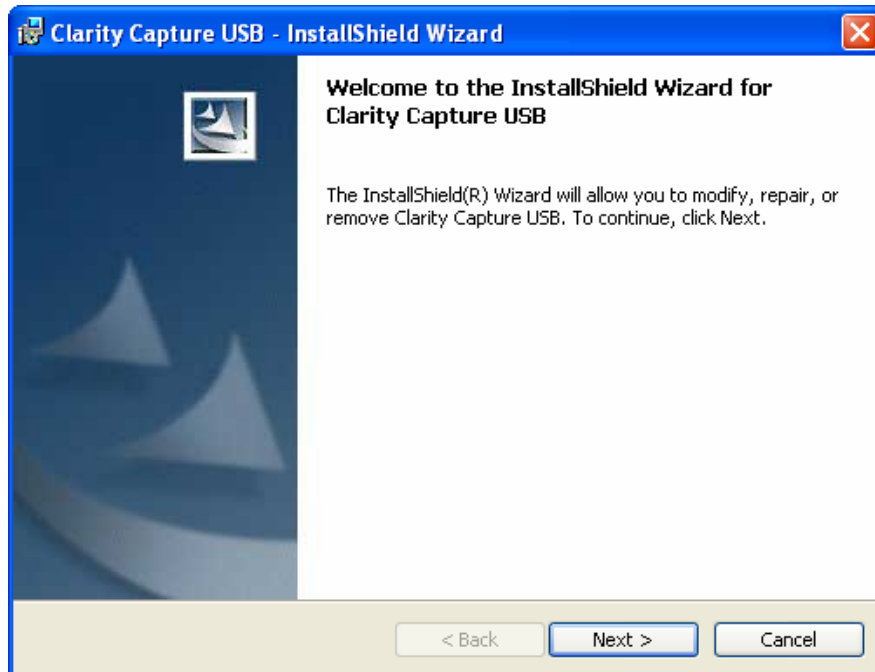 Clarity Capture USB - InstallShield Wizard
Welcome to the InstallShield Wizard for
Clarity Capture USB
The InstallShield(R) Wizard will allow you to modify, repair, or
remove Clarity Capture USB. To continue, click Next.
< Back
Next >
Cancel